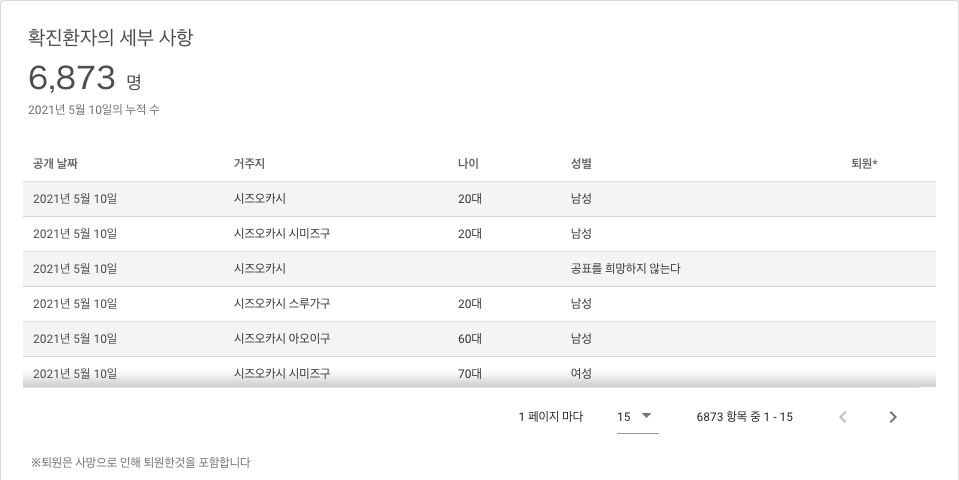 확진환자의 세부 사항
6,873 명
2021년 5월 10일의 누적 수
공개 날짜 거주지 나이 성별 퇴원*
2021년 5월 10일 시즈오카시 20대 남성
2021년 5월 10일 시즈오카시 시미즈구 20대 남성
2021년 5월 10일 시즈오카시 공표를 희망하지 않는다
2021년 5월 10일 시즈오카시 스루가구 20대 남성
2021년 5월 10일 시즈오카시 아오이구 60대 남성
2021년 5월 10일 시즈오카시 시미즈구 70대 여성
1 페이지 마다 15 6873 항목 중 1 - 15
※퇴원은 사망으로 인해 퇴원한것을 포함합니다